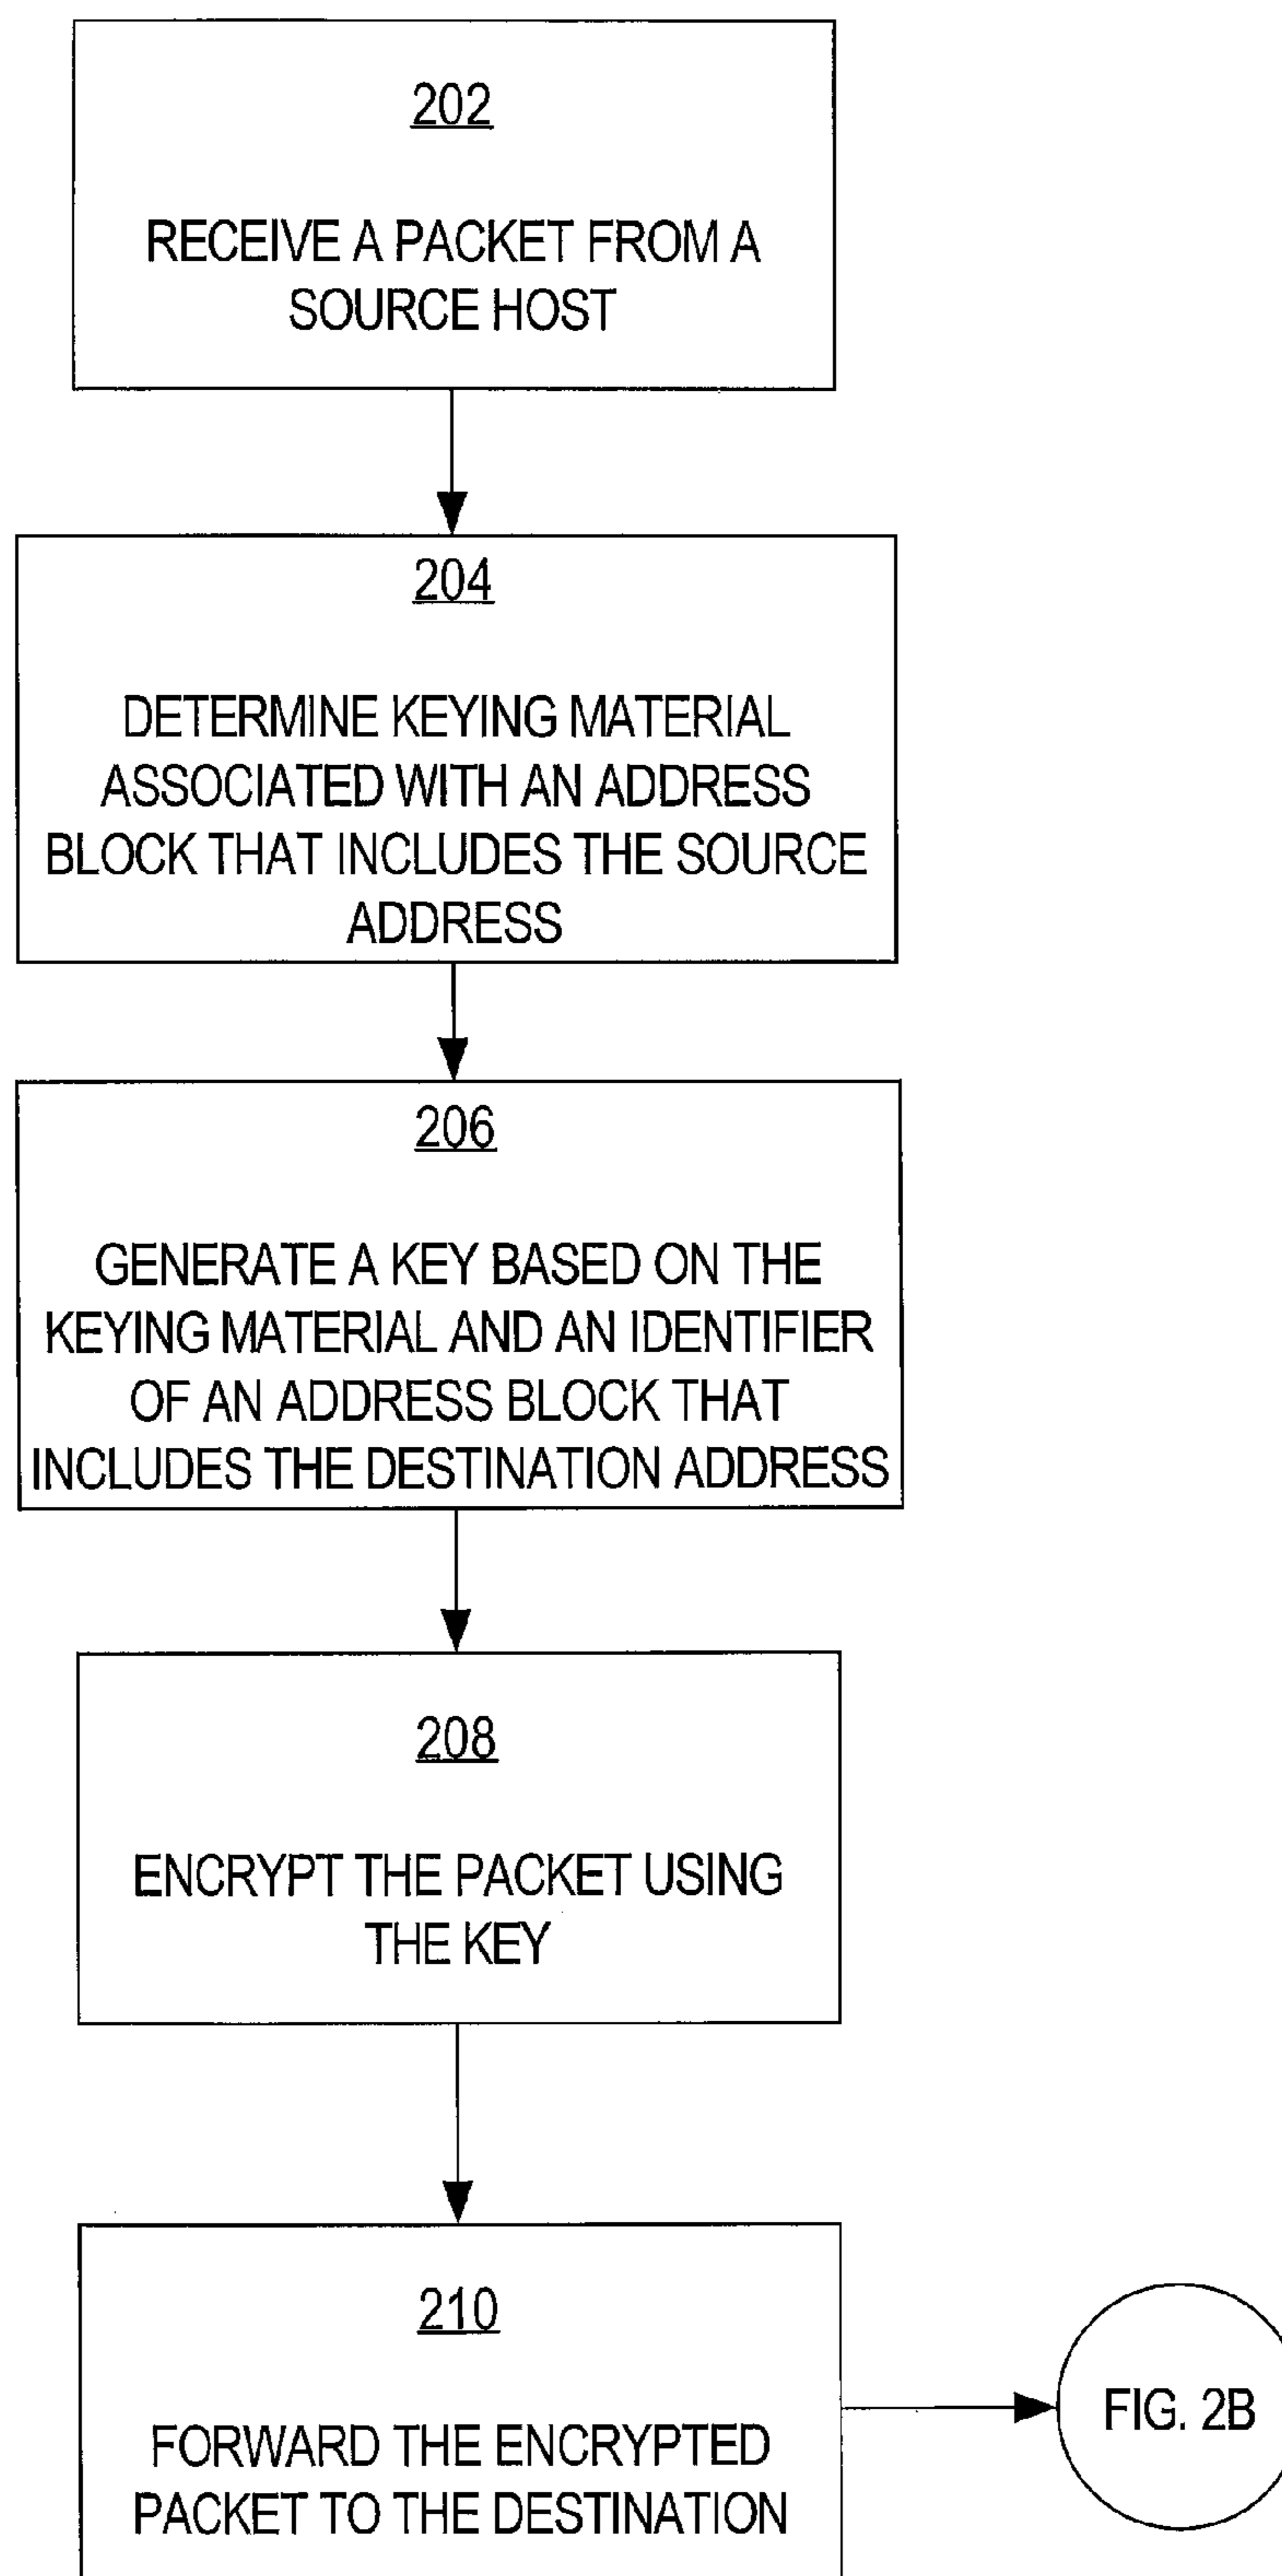 202
RECEIVE A PACKET FROM A
SOURCE HOST
204
DETERMINE KEYING MATERIAL
ASSOCIATED WITH AN ADDRESS
BLOCK THAT INCLUDES THE SOURCE
ADDRESS
206
GENERATE A KEY BASED ON THE
KEYING MATERIAL AND AN IDENTIFIER
OF AN ADDRESS BLOCK THAT
INCLUDES THE DESTINATION ADDRESS
208
ENCRYPT THE PACKET USING
THE KEY
210
FORWARD THE ENCRYPTED
PACKET TO THE DESTINATION
FIG. 2B